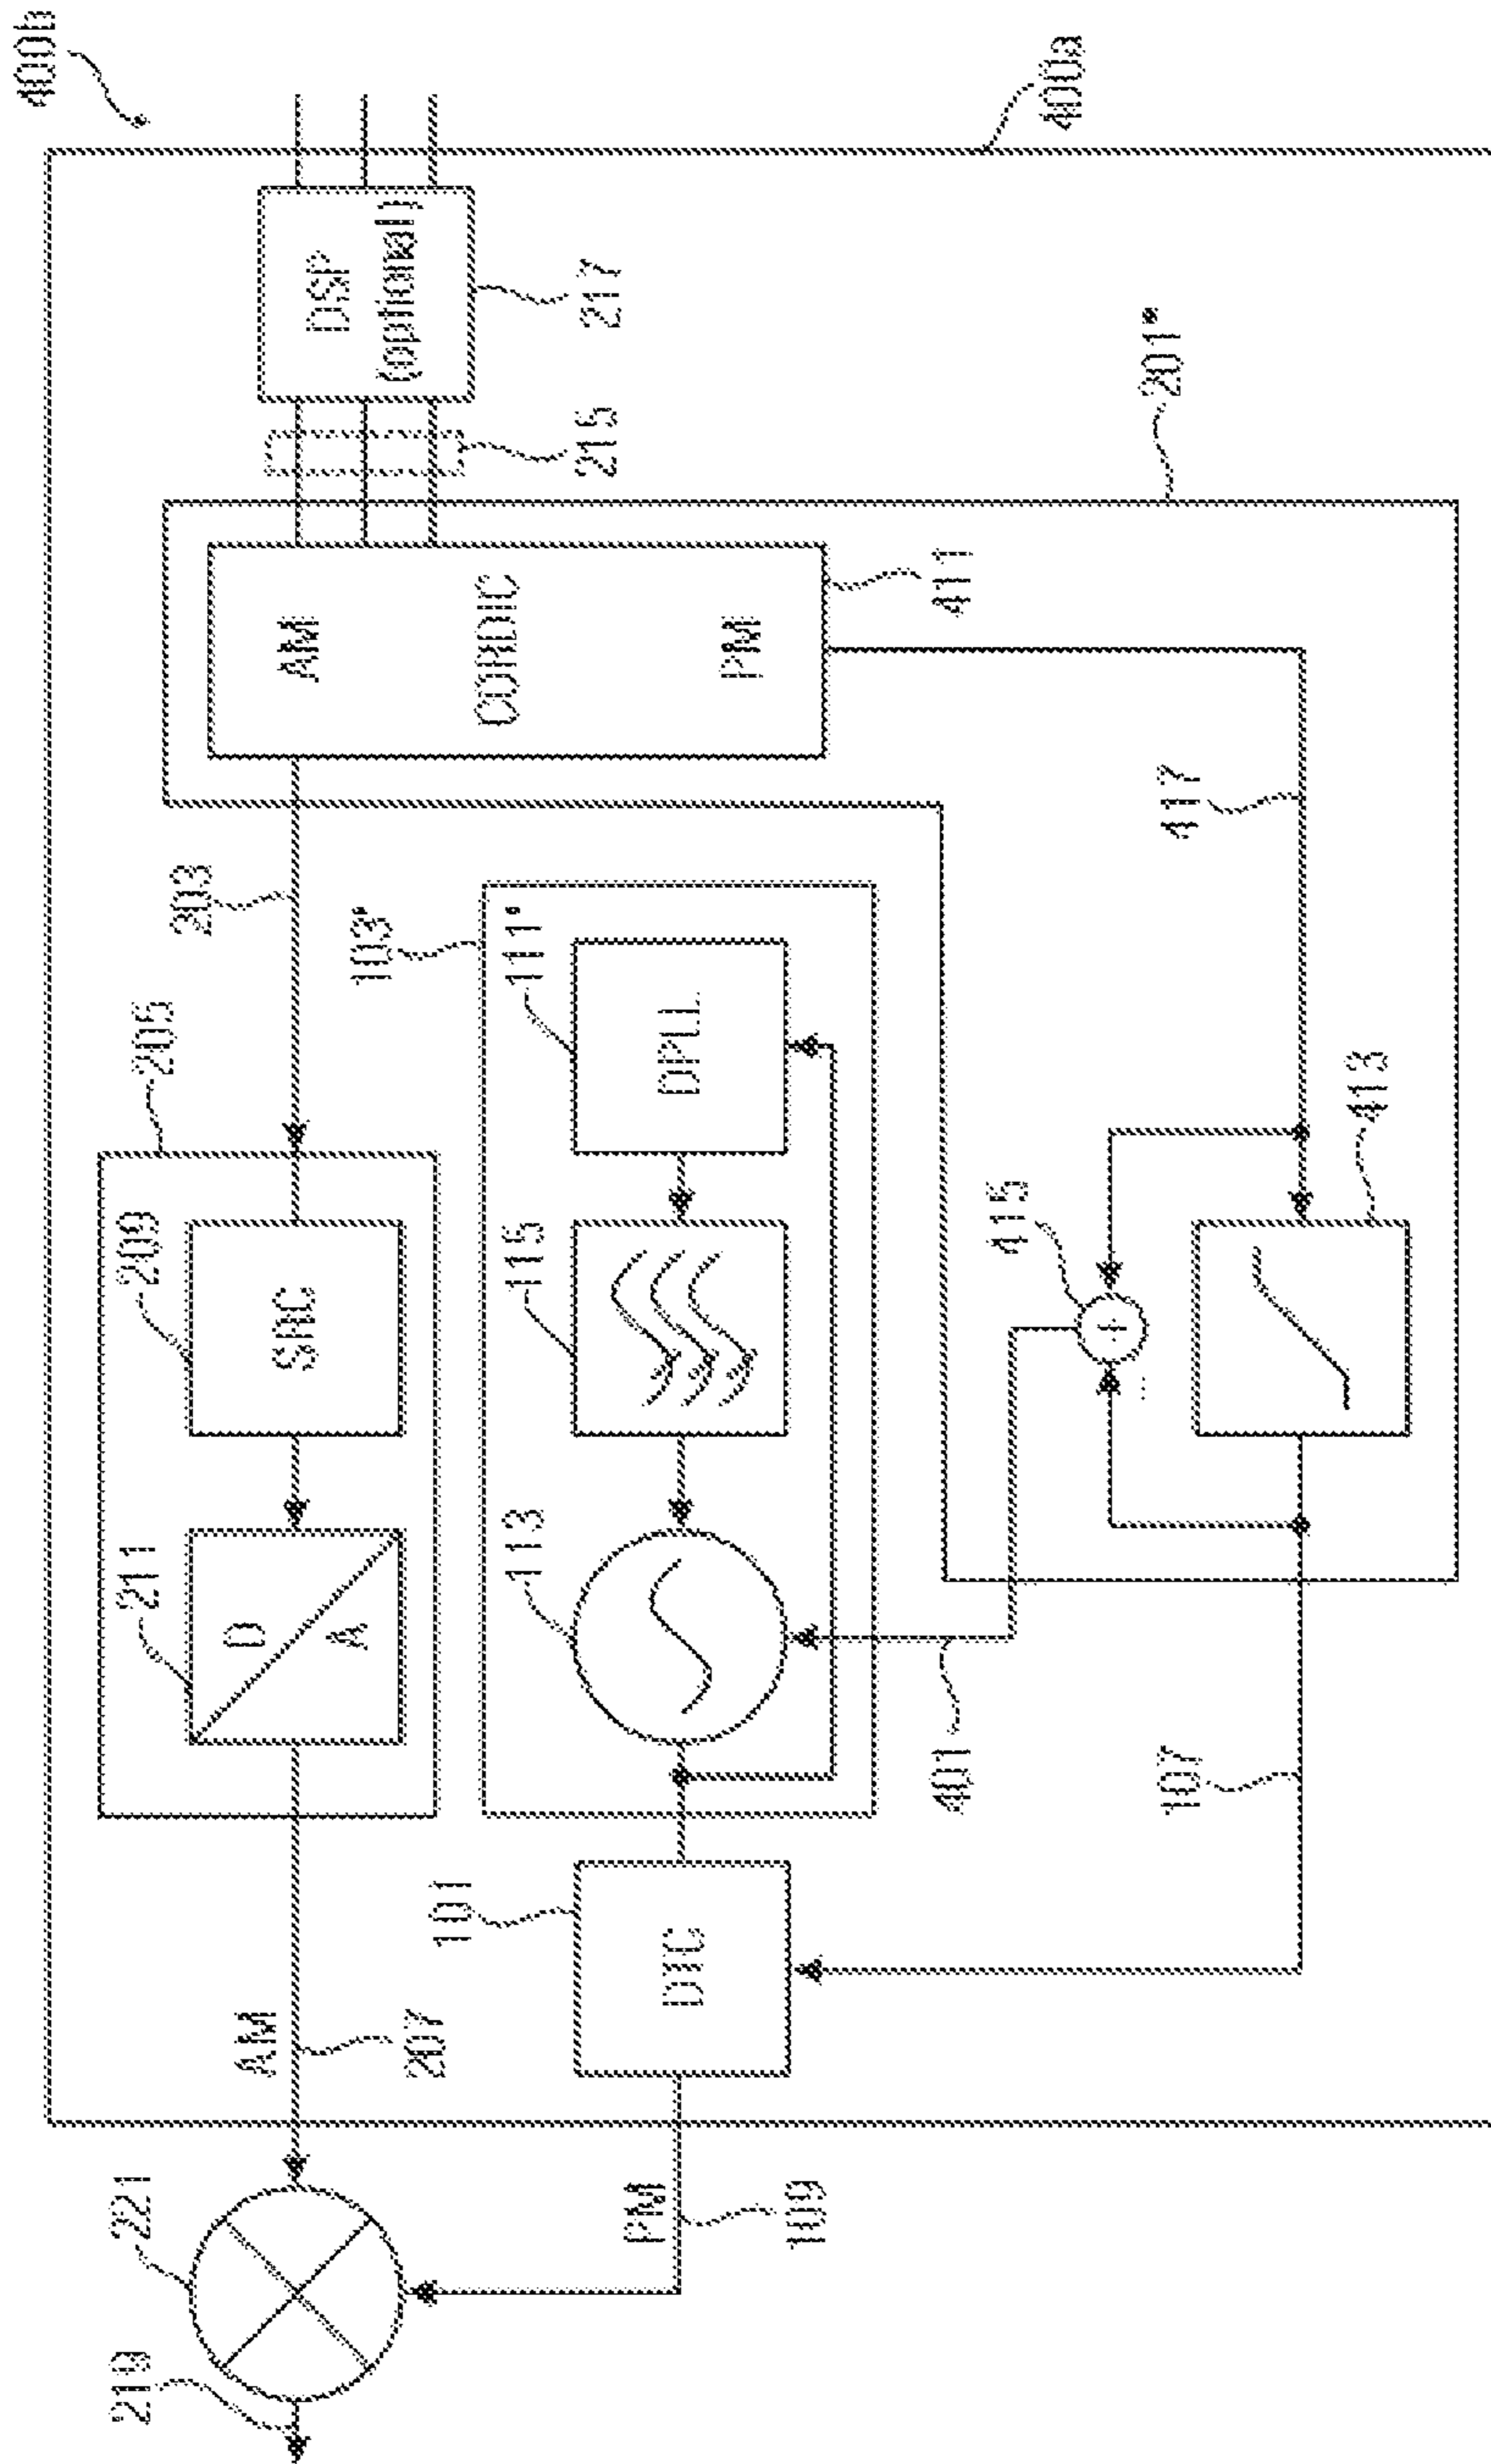 400b
219
221
211
209
205
203
AM
D
A
SRC
AM
DSP
(optional)
PM
207
109
103'
101
113
115
111'
CORDIC
215
217
DTC
DPLL
PM
401
411
415
+
400a
107
417
201"
413